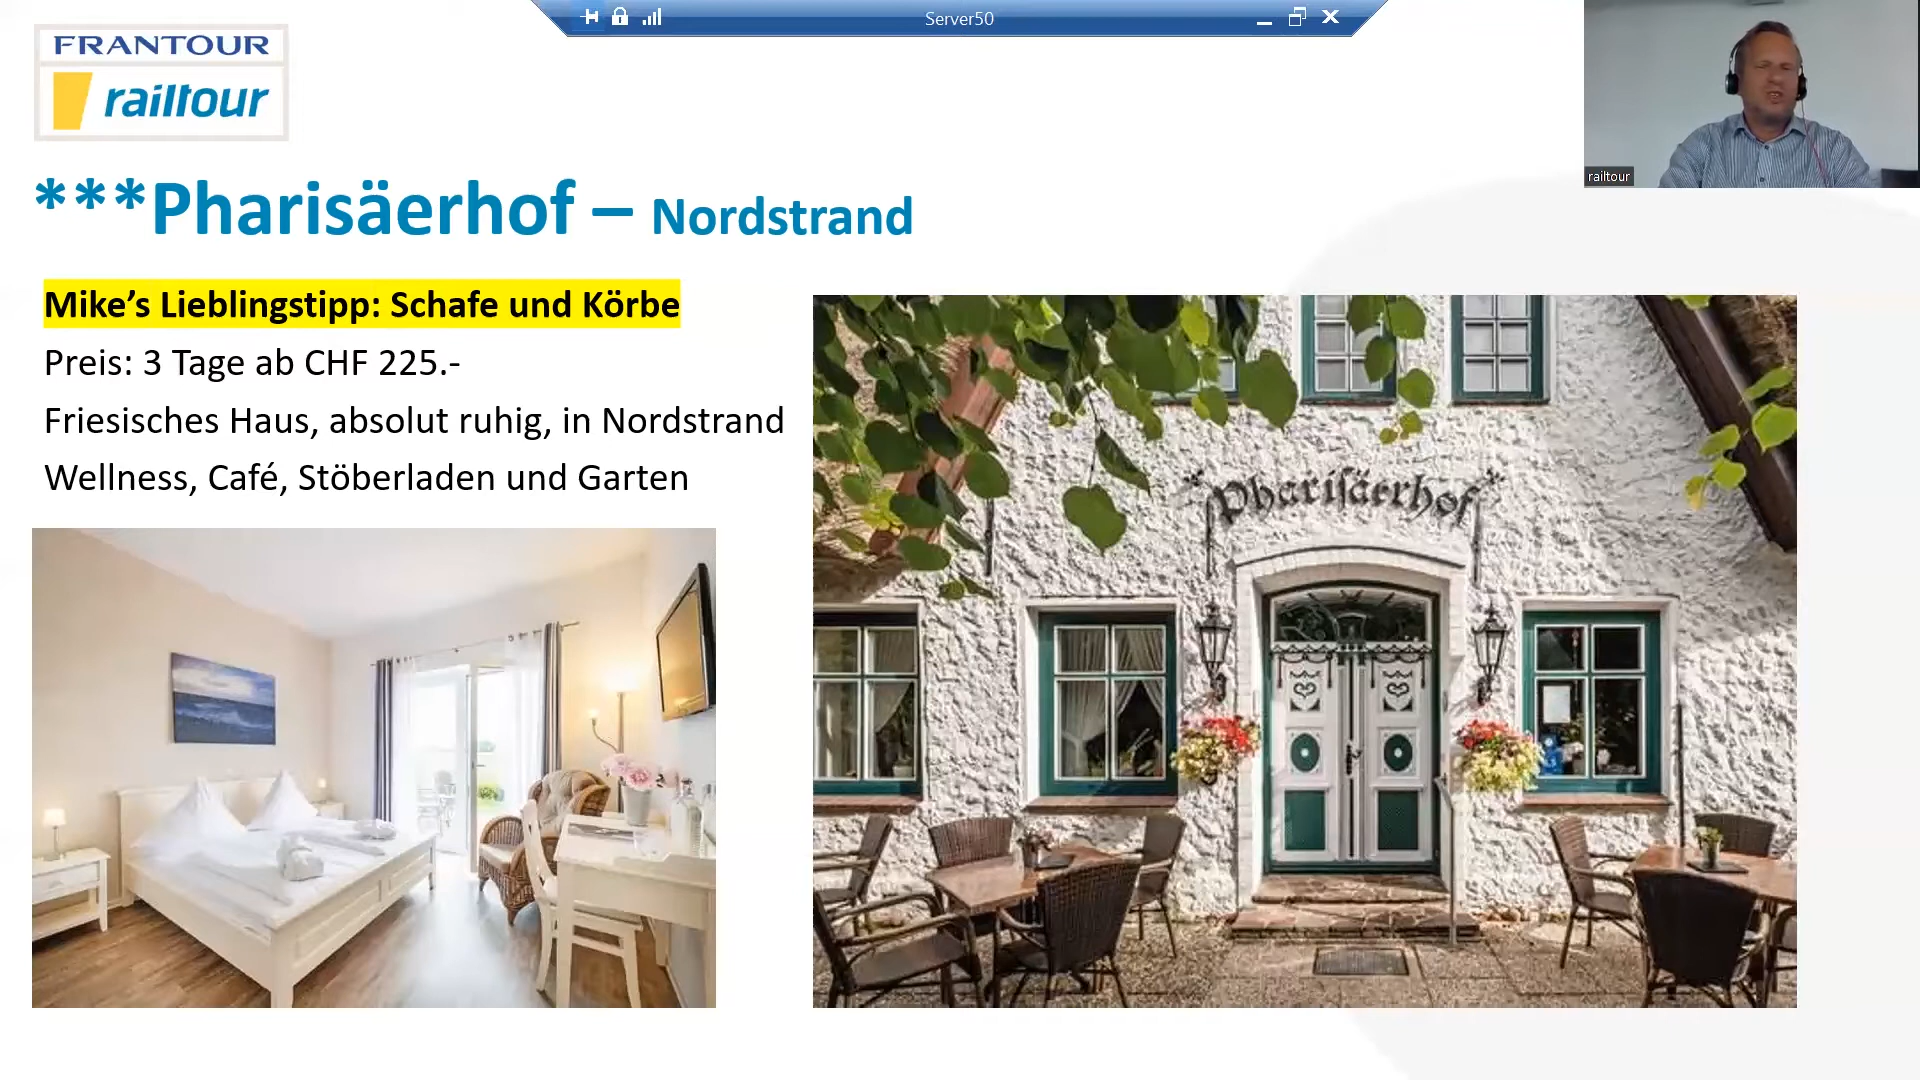 Server50
FRANTOUR
railtour
railtour
***Pharisäerhof – Nordstrand
Mike’s Lieblingstipp: Schafe und Körbe
Preis: 3 Tage ab CHF 225.-
Friesisches Haus, absolut ruhig, in Nordstrand
Wellness, Café, Stöberladen und Garten
Pharisäerhof